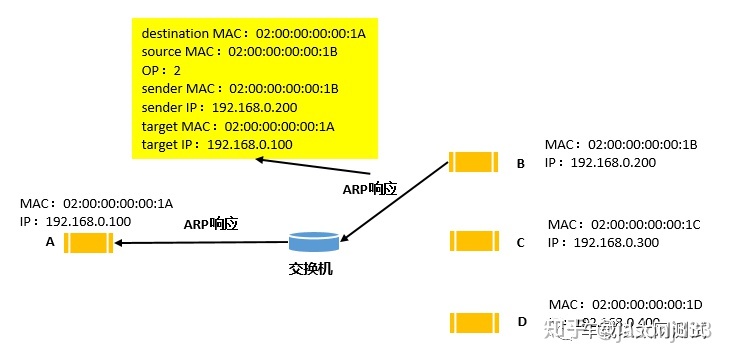 destination MAC：02:00:00:00:00:1A
source MAC：02:00:00:00:00:1B
OP：2
sender MAC：02:00:00:00:00:1B
sender IP：192.168.0.200
target MAC：02:00:00:00:00:1A
target IP：192.168.0.100
ARP响应
B
MAC：02:00:00:00:00:1B
IP：192.168.0.200
MAC：02:00:00:00:00:1A
IP：192.168.0.100
A
ARP响应
交换机
C
MAC：02:00:00:00:00:1C
IP：192.168.0.300
D
MAC：02:00:00:00:00:1D
IP：192.168.0.400
知乎